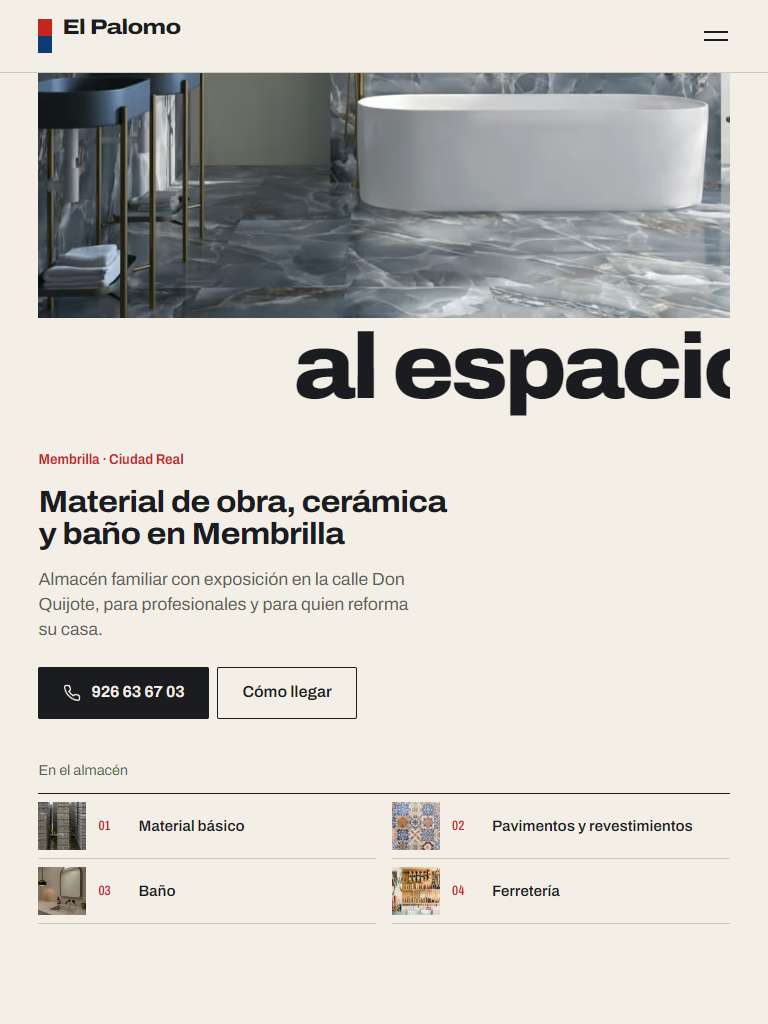 El Palomo
al espacio
Membrilla · Ciudad Real
Material de obra, cerámica
y baño en Membrilla
Almacén familiar con exposición en la calle Don
Quijote, para profesionales y para quien reforma
su casa.
926 63 67 03
Cómo llegar
En el almacén
01 Material básico
02 Pavimentos y revestimientos
03 Baño
04 Ferretería